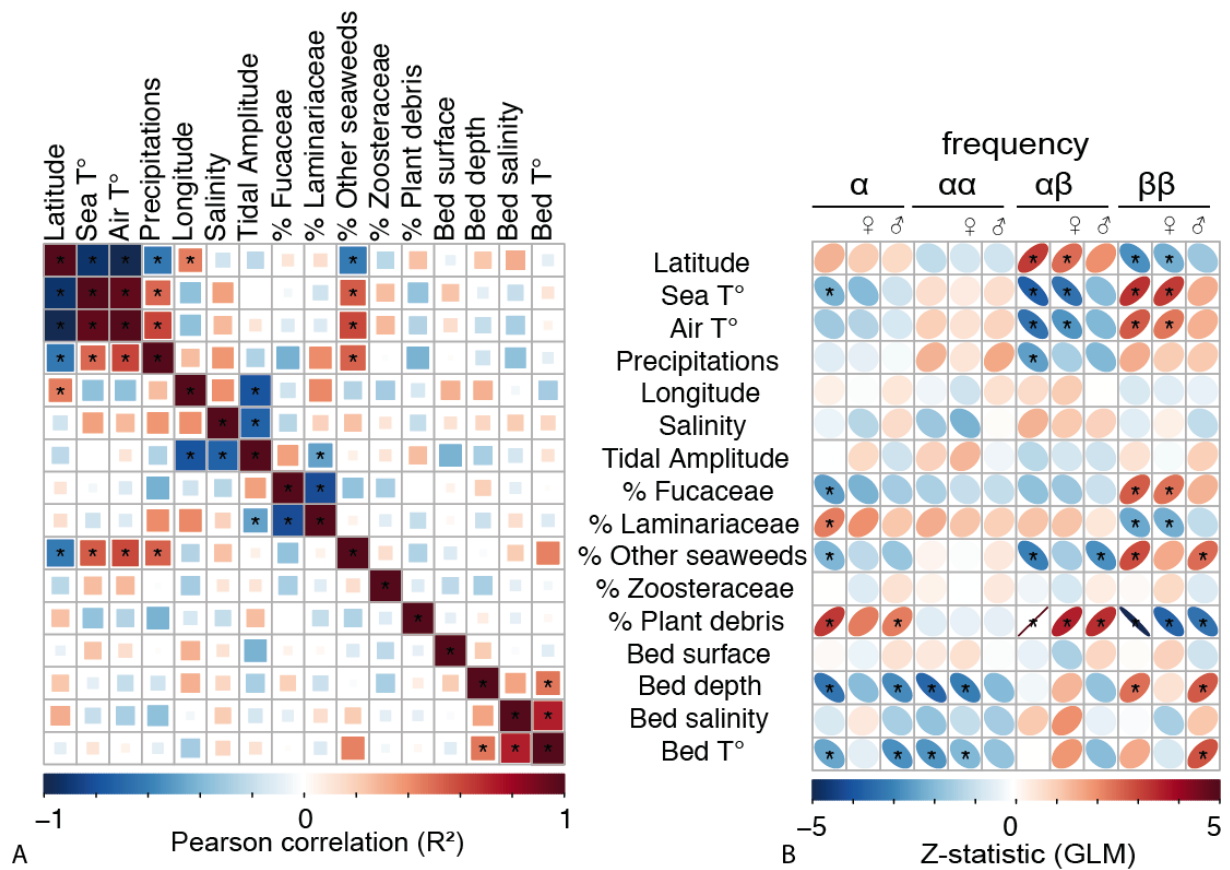 Latitude
Sea T°
Air T°
Precipitations
Longitude
Salinity
Tidal Amplitude
% Fucaceae
% Laminariaceae
% Other seaweeds
% Zoosteraceae
% Plant debris
Bed surface
Bed depth
Bed salinity
Bed T°
−1
0
1
Pearson correlation (R²)
A
frequency
α αα αβ ββ
♀ ♂ ♀ ♂ ♀ ♂ ♀ ♂
Latitude
Sea T°
Air T°
Precipitations
Longitude
Salinity
Tidal Amplitude
% Fucaceae
% Laminariaceae
% Other seaweeds
% Zoosteraceae
% Plant debris
Bed surface
Bed depth
Bed salinity
Bed T°
−5
0
5
Z-statistic (GLM)
B